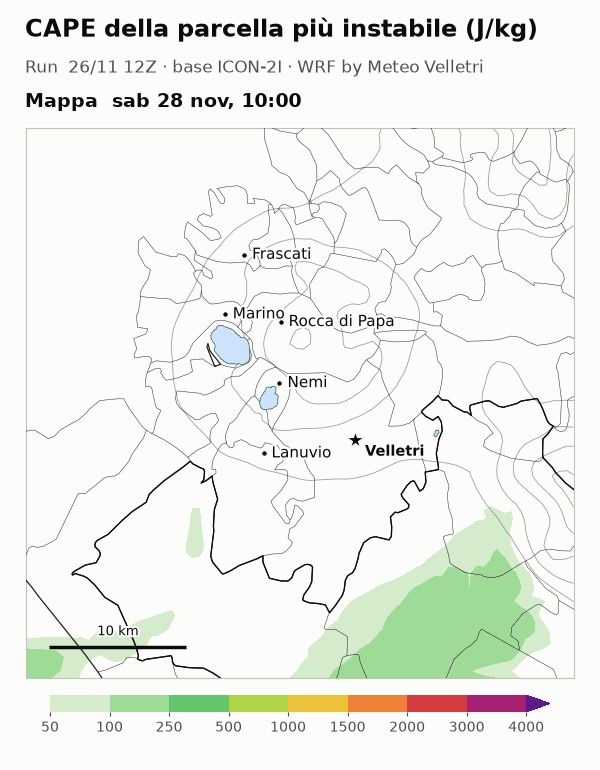 CAPE della parcella più instabile (J/kg)
Run  26/11 12Z · base ICON-2I · WRF by Meteo Velletri
Mappa  sab 28 nov, 10:00
Frascati
Marino
Rocca di Papa
Nemi
Velletri
Lanuvio
10 km
50 100 250 500 1000 1500 2000 3000 4000